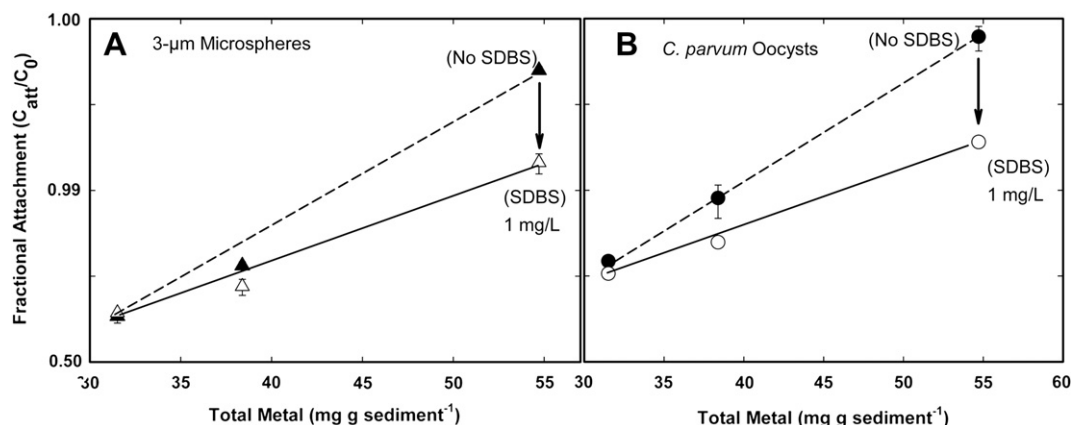 1.00
0.99
0.50
Fractional Attachment (C_att/C_0)
A 3-µm Microspheres
(No SDBS)
(SDBS)
1 mg/L
30 35 40 45 50 55
Total Metal (mg g sediment⁻¹)
B C. parvum Oocysts
(No SDBS)
(SDBS)
1 mg/L
30 35 40 45 50 55 60
Total Metal (mg g sediment⁻¹)